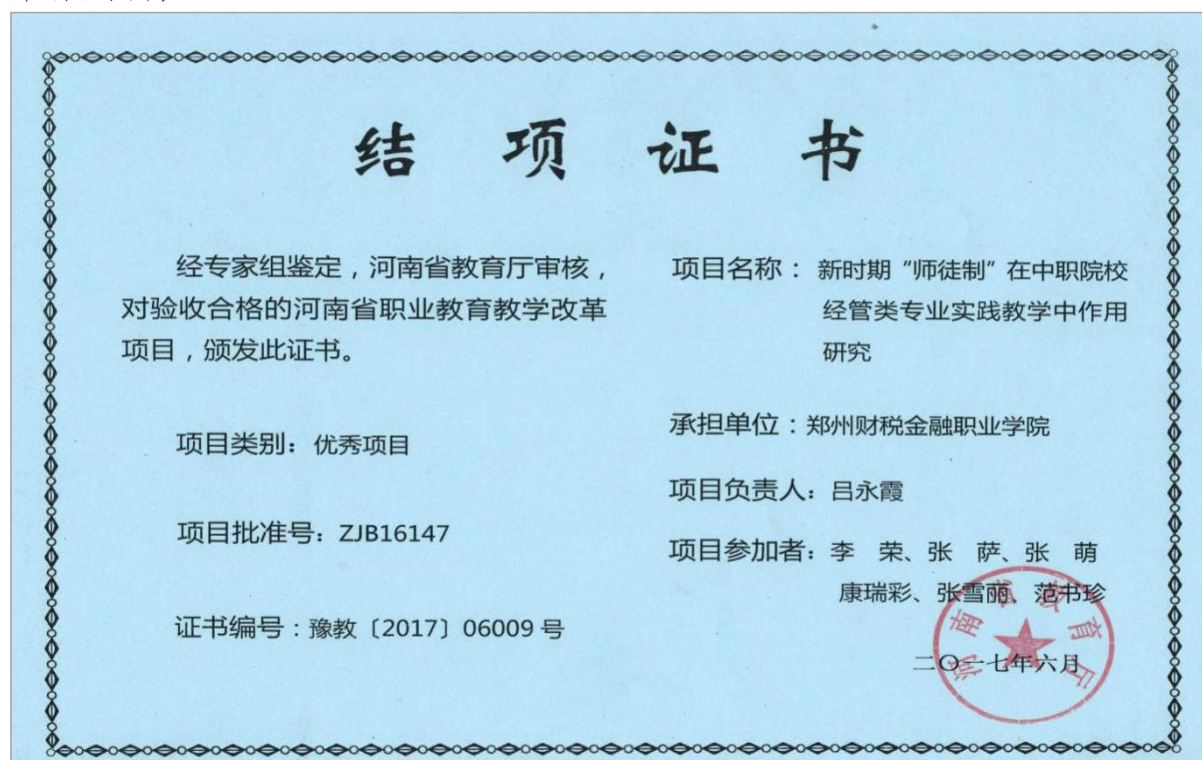 结项证书
经专家组鉴定，河南省教育厅审核，
对验收合格的河南省职业教育教学改革
项目，颁发此证书。
项目类别：优秀项目
项目批准号：ZJB16147
证书编号：豫教〔2017〕06009 号
项目名称：新时期“师徒制”在中职院校
经管类专业实践教学中作用
研究
承担单位：郑州财税金融职业学院
项目负责人：吕永霞
项目参加者：李 荣、张 萨、张 萌
康瑞彩、张雪丽、范书珍
二〇一七年六月
河南省教育厅